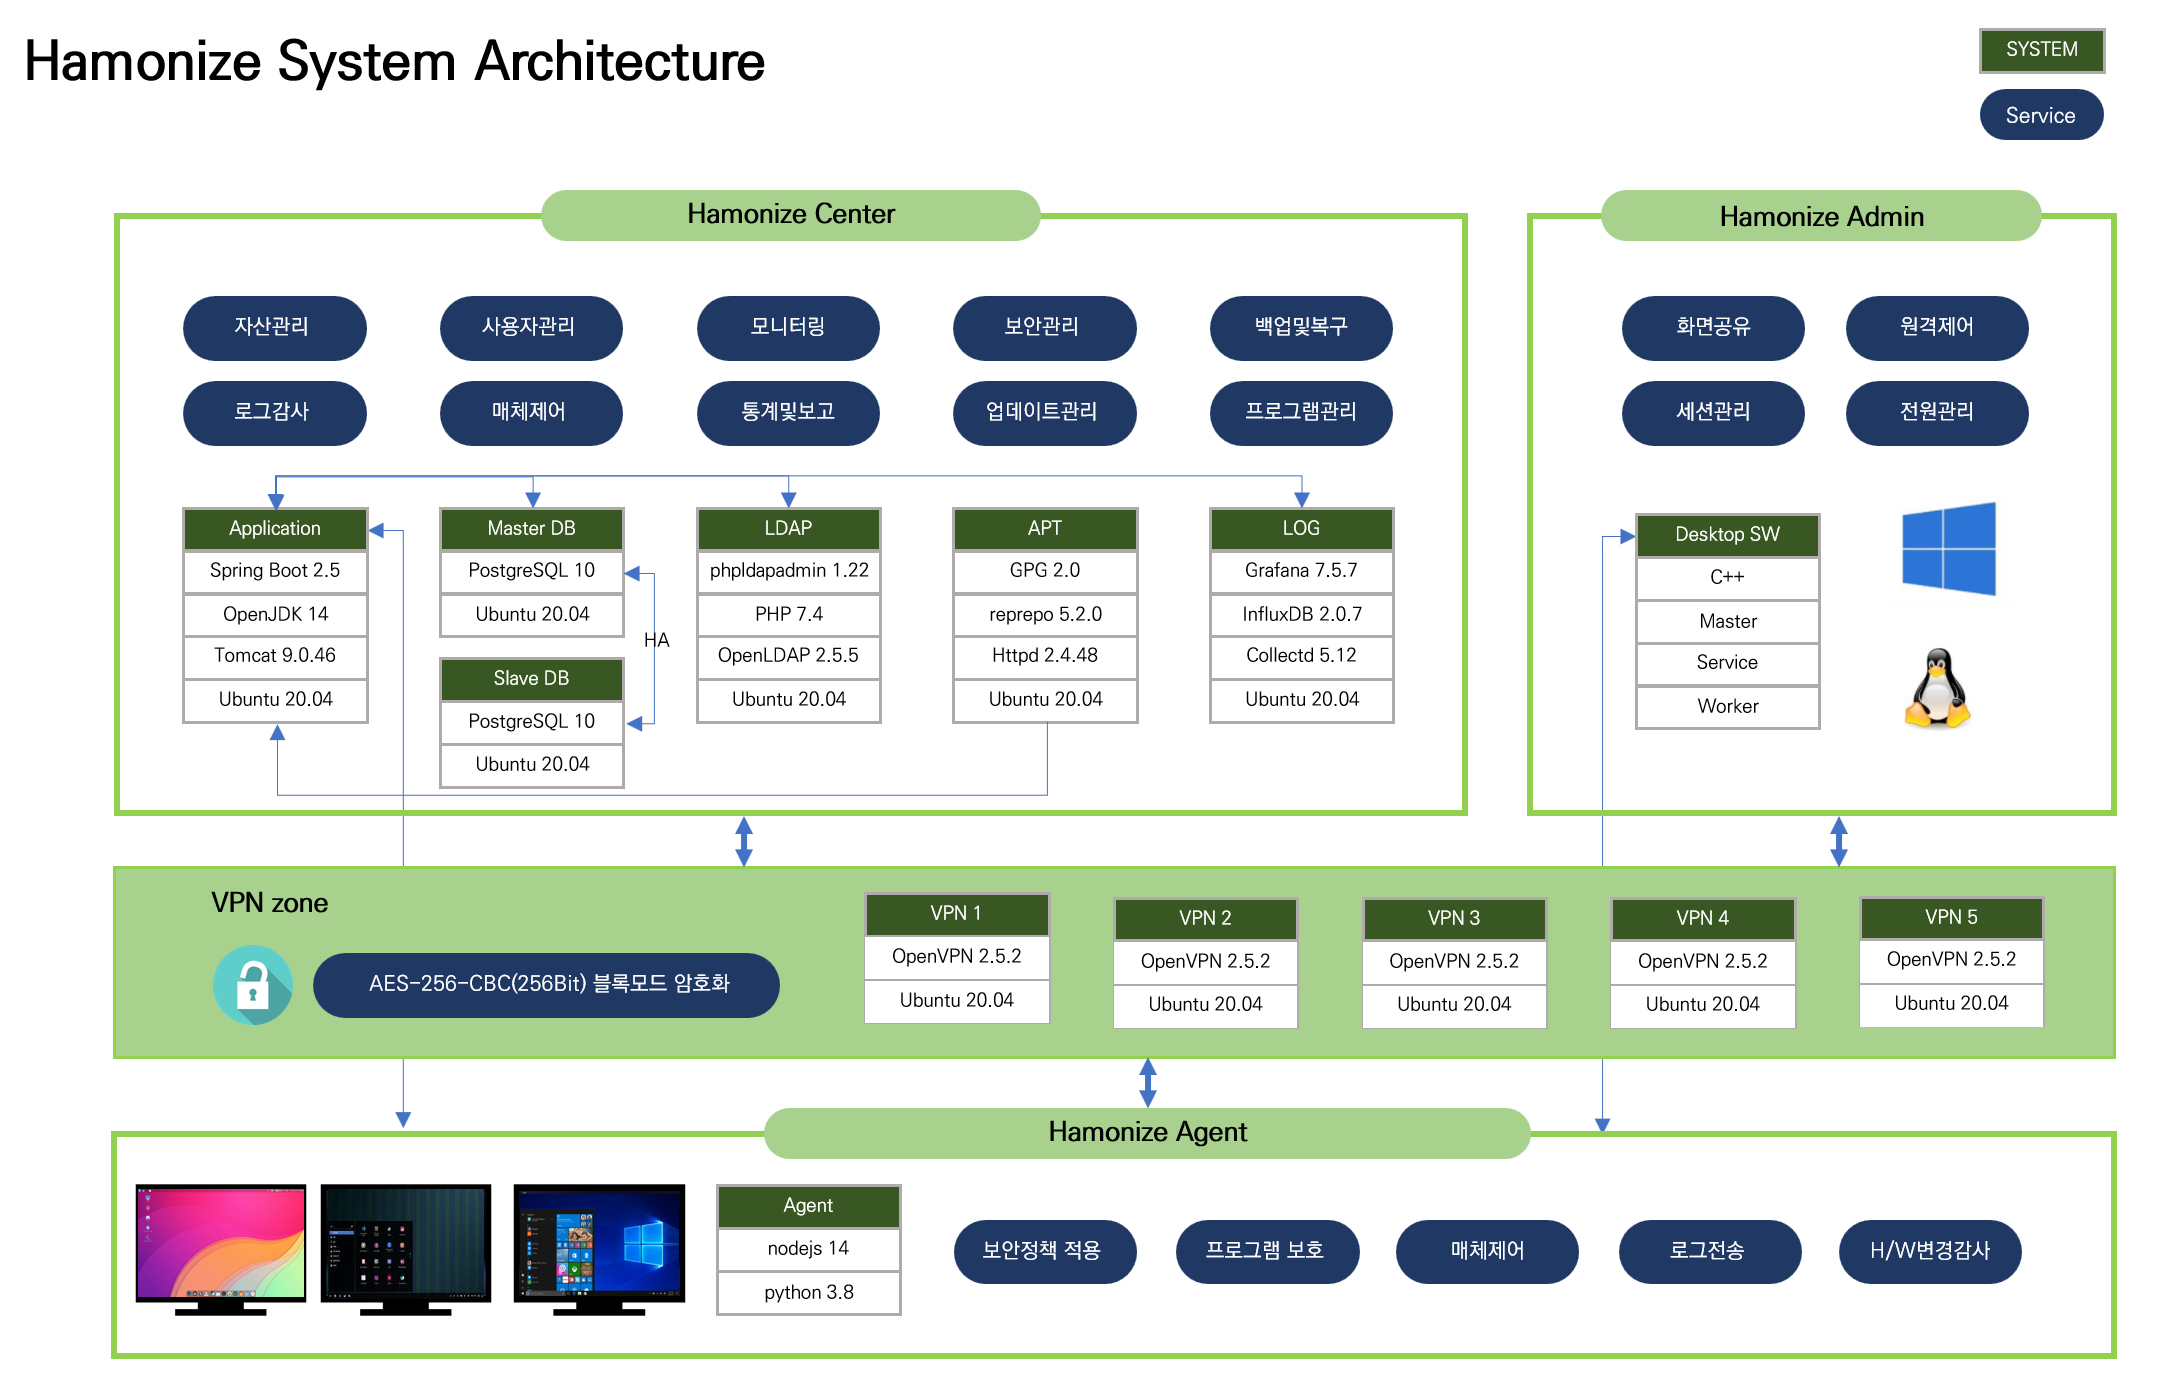 Hamonize System Architecture
SYSTEM
Service
Hamonize Center
자산관리
사용자관리
모니터링
보안관리
백업및복구
로그감사
매체제어
통계및보고
업데이트관리
프로그램관리
Application
Spring Boot 2.5
OpenJDK 14
Tomcat 9.0.46
Ubuntu 20.04
Master DB
PostgreSQL 10
Ubuntu 20.04
HA
Slave DB
PostgreSQL 10
Ubuntu 20.04
LDAP
phpldapadmin 1.22
PHP 7.4
OpenLDAP 2.5.5
Ubuntu 20.04
APT
GPG 2.0
reprepo 5.2.0
Httpd 2.4.48
Ubuntu 20.04
LOG
Grafana 7.5.7
InfluxDB 2.0.7
Collectd 5.12
Ubuntu 20.04
Hamonize Admin
화면공유
원격제어
세션관리
전원관리
Desktop SW
C++
Master
Service
Worker
VPN zone
AES-256-CBC(256Bit) 블록모드 암호화
VPN 1
OpenVPN 2.5.2
Ubuntu 20.04
VPN 2
OpenVPN 2.5.2
Ubuntu 20.04
VPN 3
OpenVPN 2.5.2
Ubuntu 20.04
VPN 4
OpenVPN 2.5.2
Ubuntu 20.04
VPN 5
OpenVPN 2.5.2
Ubuntu 20.04
Hamonize Agent
Agent
nodejs 14
python 3.8
보안정책 적용
프로그램 보호
매체제어
로그전송
H/W변경감사